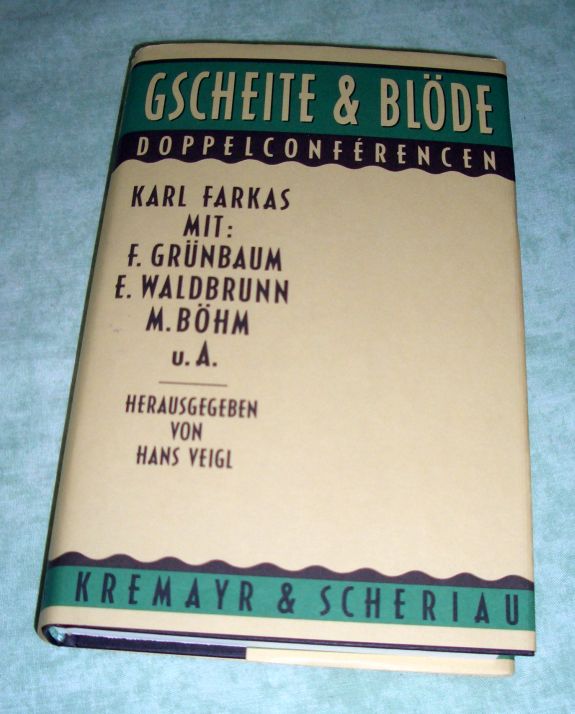 GSCHEITE & BLÖDE
DOPPELCONFÉRENCEN
KARL FARKAS
MIT:
F. GRÜNBAUM
E. WALDBRUNN
M. BÖHM
U. A.
HERAUSGEGEBEN
VON
HANS VEIGL
KREMAYR & SCHERIAU